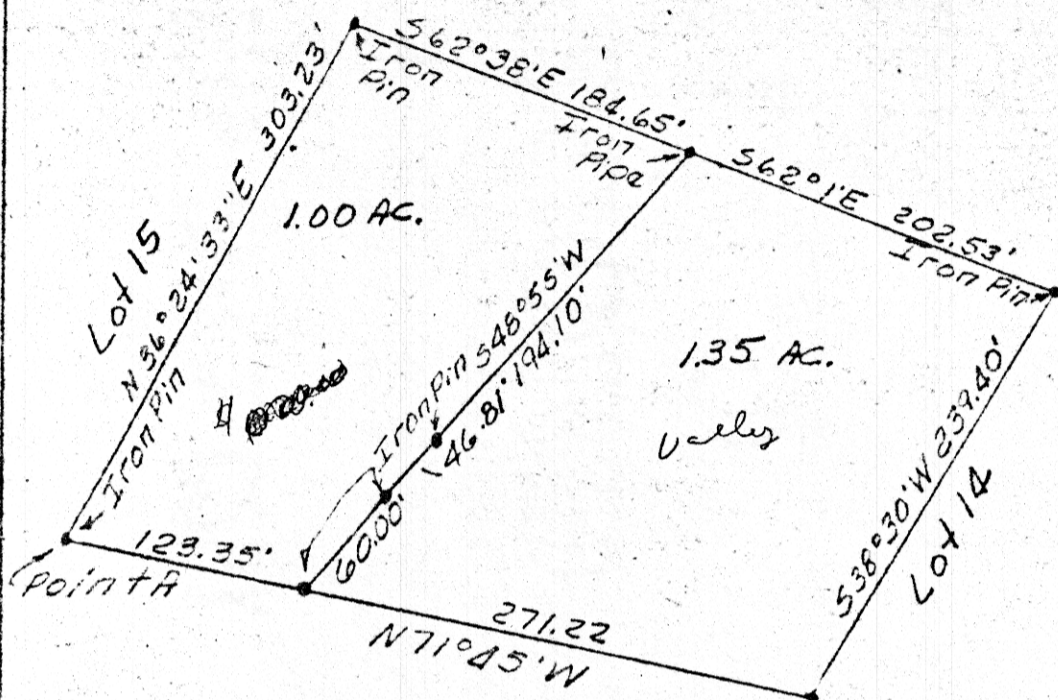 S62°38'E 184.65'
Iron
Pin
Iron
Pipe
S62°1'E 202.53'
Iron Pin
N36°24'33"E 303.23'
Lot 15
Iron Pin
1.00 AC.
Iron Pin S48°55'W
194.10'
46.81'
60.00'
1.35 AC.
Valley
S38°30'W 239.40'
Lot 14
123.35'
Point A
271.22
N71°45'W